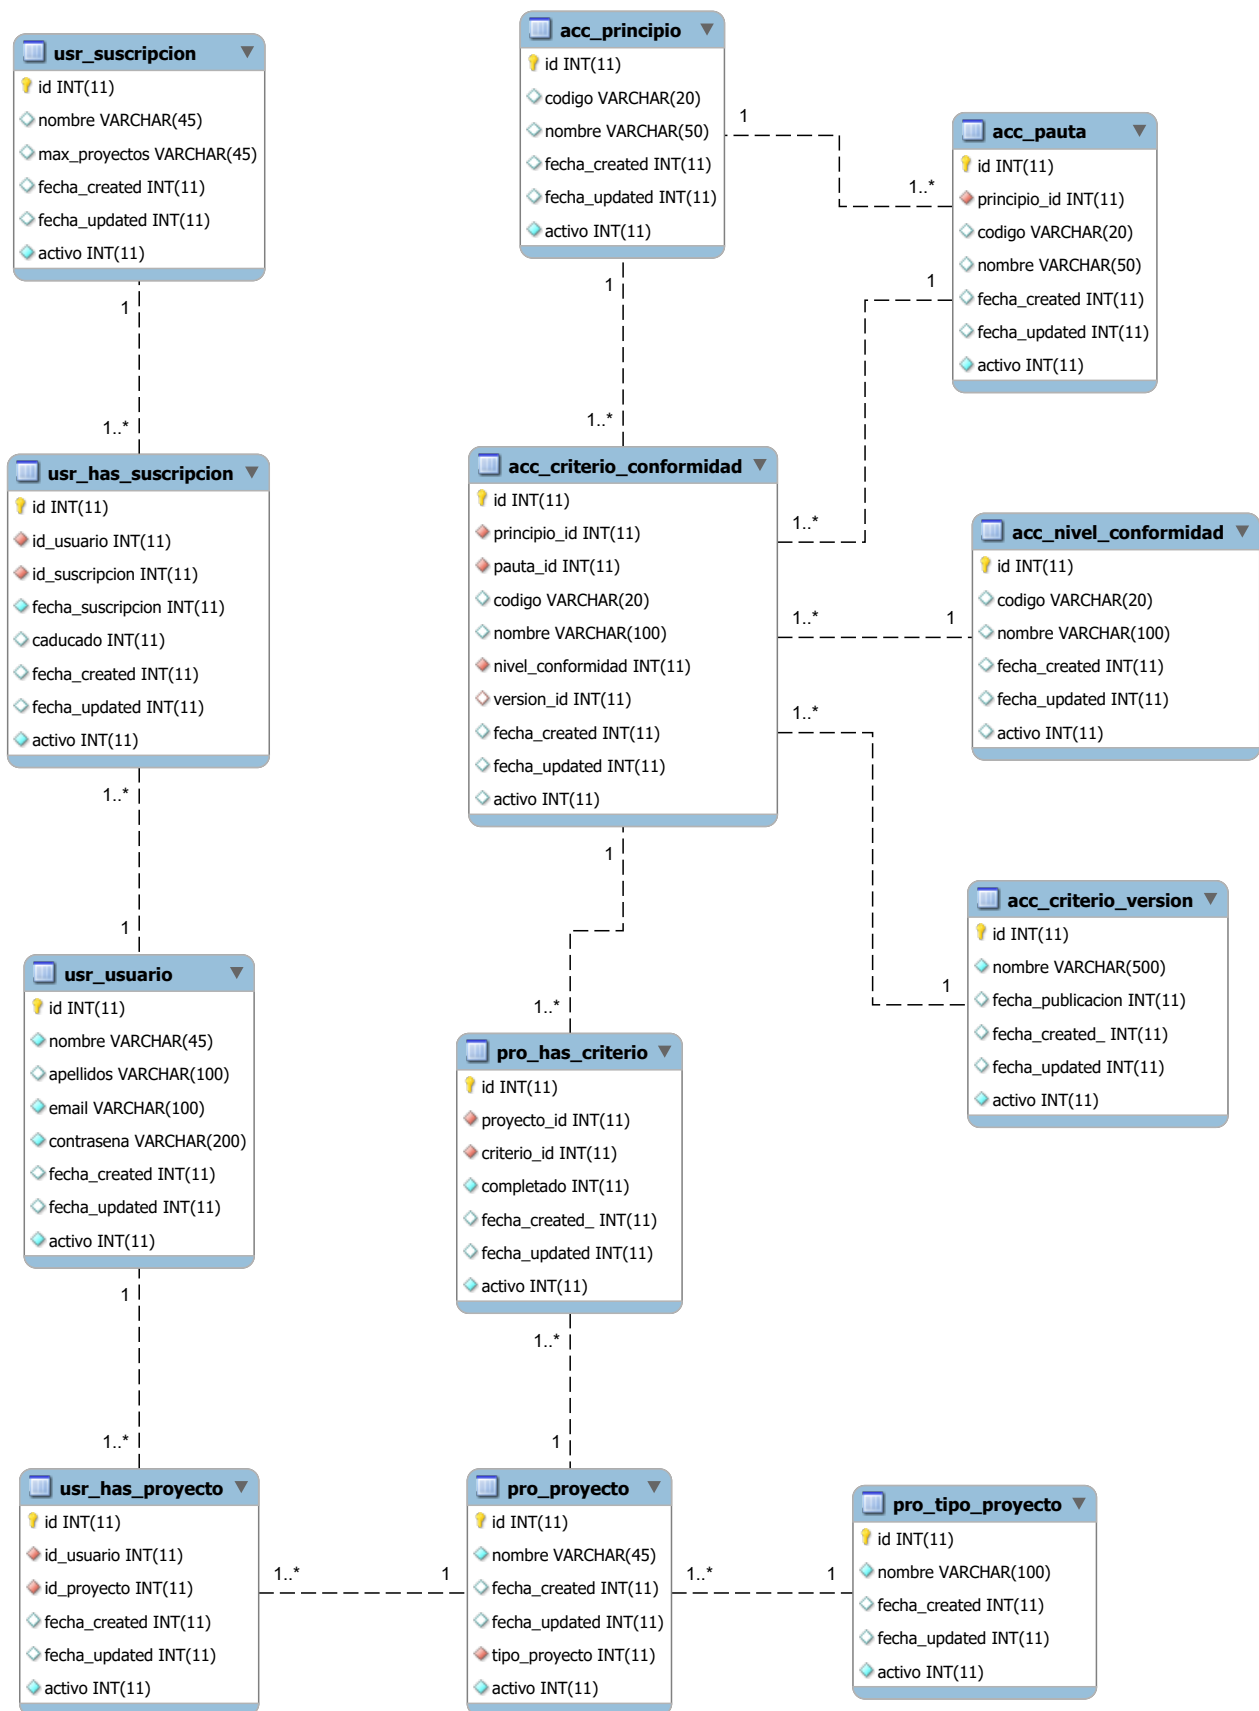 usr_suscripcion
id INT(11)
nombre VARCHAR(45)
max_proyectos VARCHAR(45)
fecha_created INT(11)
fecha_updated INT(11)
activo INT(11)
1
1..*
usr_has_suscripcion
id INT(11)
id_usuario INT(11)
id_suscripcion INT(11)
fecha_suscripcion INT(11)
caducado INT(11)
fecha_created INT(11)
fecha_updated INT(11)
activo INT(11)
1..*
1
usr_usuario
id INT(11)
nombre VARCHAR(45)
apellidos VARCHAR(100)
email VARCHAR(100)
contrasena VARCHAR(200)
fecha_created INT(11)
fecha_updated INT(11)
activo INT(11)
1
1..*
usr_has_proyecto
id INT(11)
id_usuario INT(11)
id_proyecto INT(11)
fecha_created INT(11)
fecha_updated INT(11)
activo INT(11)
1..*
1
acc_principio
id INT(11)
codigo VARCHAR(20)
nombre VARCHAR(50)
fecha_created INT(11)
fecha_updated INT(11)
activo INT(11)
1
1..*
1
1..*
acc_pauta
id INT(11)
principio_id INT(11)
codigo VARCHAR(20)
nombre VARCHAR(50)
fecha_created INT(11)
fecha_updated INT(11)
activo INT(11)
1
1..*
acc_criterio_conformidad
id INT(11)
principio_id INT(11)
pauta_id INT(11)
codigo VARCHAR(20)
nombre VARCHAR(100)
nivel_conformidad INT(11)
version_id INT(11)
fecha_created INT(11)
fecha_updated INT(11)
activo INT(11)
1..*
1
acc_nivel_conformidad
id INT(11)
codigo VARCHAR(20)
nombre VARCHAR(100)
fecha_created INT(11)
fecha_updated INT(11)
activo INT(11)
1..*
1
acc_criterio_version
id INT(11)
nombre VARCHAR(500)
fecha_publicacion INT(11)
fecha_created_ INT(11)
fecha_updated INT(11)
activo INT(11)
1
1..*
pro_has_criterio
id INT(11)
proyecto_id INT(11)
criterio_id INT(11)
completado INT(11)
fecha_created_ INT(11)
fecha_updated INT(11)
activo INT(11)
1..*
1
pro_proyecto
id INT(11)
nombre VARCHAR(45)
fecha_created INT(11)
fecha_updated INT(11)
tipo_proyecto INT(11)
activo INT(11)
1..*
1
pro_tipo_proyecto
id INT(11)
nombre VARCHAR(100)
fecha_created INT(11)
fecha_updated INT(11)
activo INT(11)